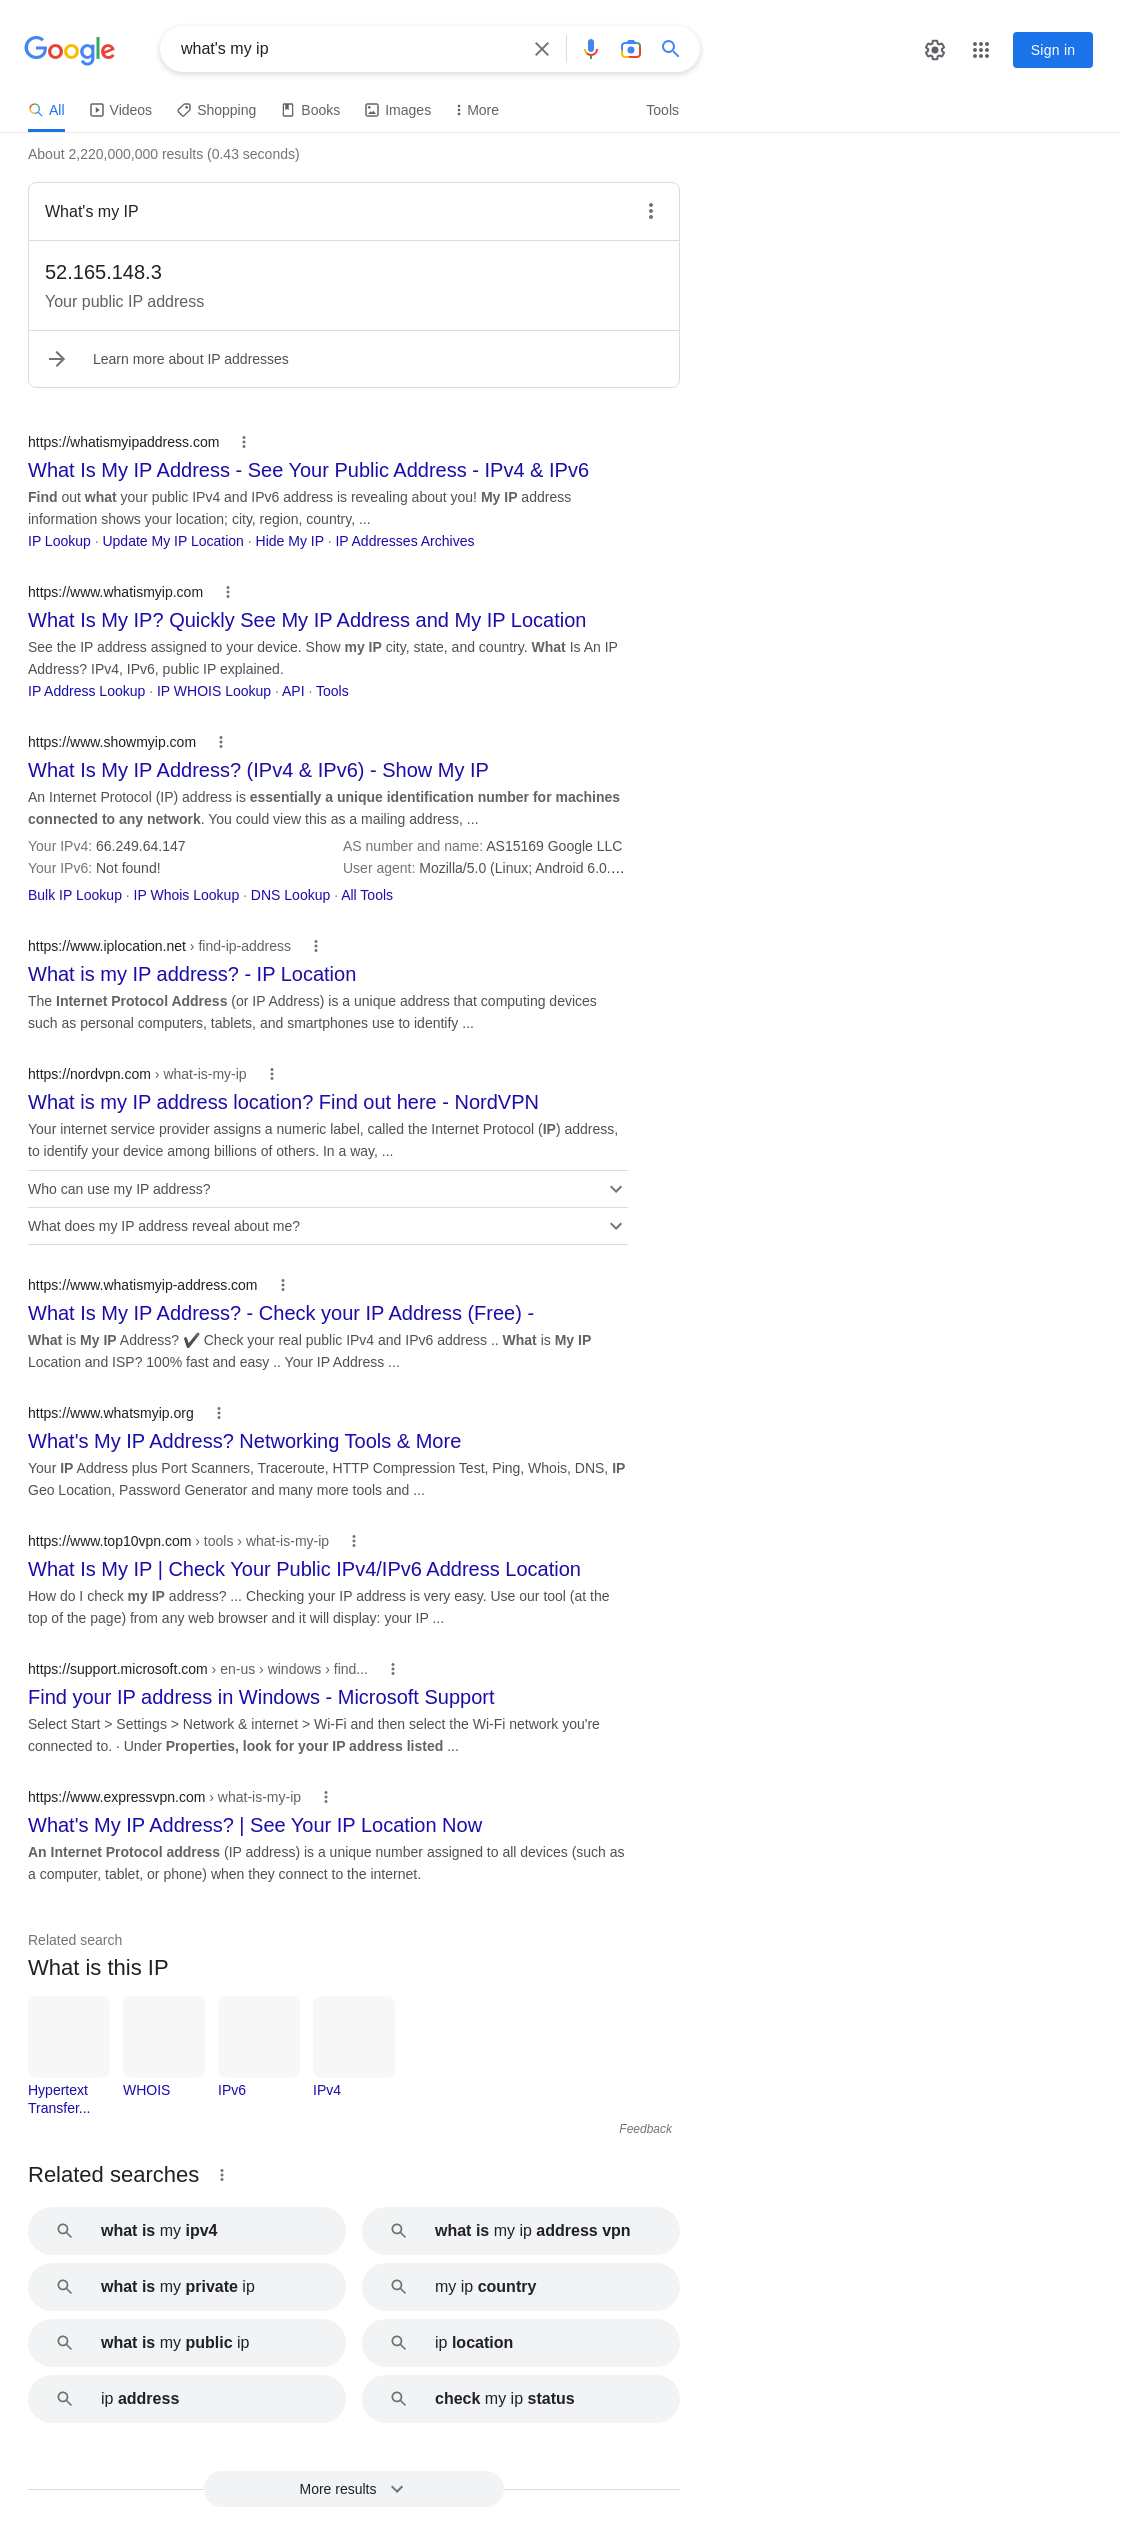 Google
what's my ip
Sign in
All Videos Shopping Books Images More Tools
About 2,220,000,000 results (0.43 seconds)
What's my IP
52.165.148.3
Your public IP address
Learn more about IP addresses
https://whatismyipaddress.com
What Is My IP Address - See Your Public Address - IPv4 & IPv6
Find out what your public IPv4 and IPv6 address is revealing about you! My IP address
information shows your location; city, region, country, ...
IP Lookup · Update My IP Location · Hide My IP · IP Addresses Archives
https://www.whatismyip.com
What Is My IP? Quickly See My IP Address and My IP Location
See the IP address assigned to your device. Show my IP city, state, and country. What Is An IP
Address? IPv4, IPv6, public IP explained.
IP Address Lookup · IP WHOIS Lookup · API · Tools
https://www.showmyip.com
What Is My IP Address? (IPv4 & IPv6) - Show My IP
An Internet Protocol (IP) address is essentially a unique identification number for machines
connected to any network. You could view this as a mailing address, ...
Your IPv4: 66.249.64.147 AS number and name: AS15169 Google LLC
Your IPv6: Not found! User agent: Mozilla/5.0 (Linux; Android 6.0....
Bulk IP Lookup · IP Whois Lookup · DNS Lookup · All Tools
https://www.iplocation.net › find-ip-address
What is my IP address? - IP Location
The Internet Protocol Address (or IP Address) is a unique address that computing devices
such as personal computers, tablets, and smartphones use to identify ...
https://nordvpn.com › what-is-my-ip
What is my IP address location? Find out here - NordVPN
Your internet service provider assigns a numeric label, called the Internet Protocol (IP) address,
to identify your device among billions of others. In a way, ...
Who can use my IP address?
What does my IP address reveal about me?
https://www.whatismyip-address.com
What Is My IP Address? - Check your IP Address (Free) -
What is My IP Address? ✔️ Check your real public IPv4 and IPv6 address .. What is My IP
Location and ISP? 100% fast and easy .. Your IP Address ...
https://www.whatsmyip.org
What's My IP Address? Networking Tools & More
Your IP Address plus Port Scanners, Traceroute, HTTP Compression Test, Ping, Whois, DNS, IP
Geo Location, Password Generator and many more tools and ...
https://www.top10vpn.com › tools › what-is-my-ip
What Is My IP | Check Your Public IPv4/IPv6 Address Location
How do I check my IP address? ... Checking your IP address is very easy. Use our tool (at the
top of the page) from any web browser and it will display: your IP ...
https://support.microsoft.com › en-us › windows › find...
Find your IP address in Windows - Microsoft Support
Select Start > Settings > Network & internet > Wi-Fi and then select the Wi-Fi network you're
connected to. · Under Properties, look for your IP address listed ...
https://www.expressvpn.com › what-is-my-ip
What's My IP Address? | See Your IP Location Now
An Internet Protocol address (IP address) is a unique number assigned to all devices (such as
a computer, tablet, or phone) when they connect to the internet.
Related search
What is this IP
Hypertext WHOIS IPv6 IPv4
Transfer...
Feedback
Related searches
what is my ipv4
what is my ip address vpn
what is my private ip
my ip country
what is my public ip
ip location
ip address
check my ip status
More results